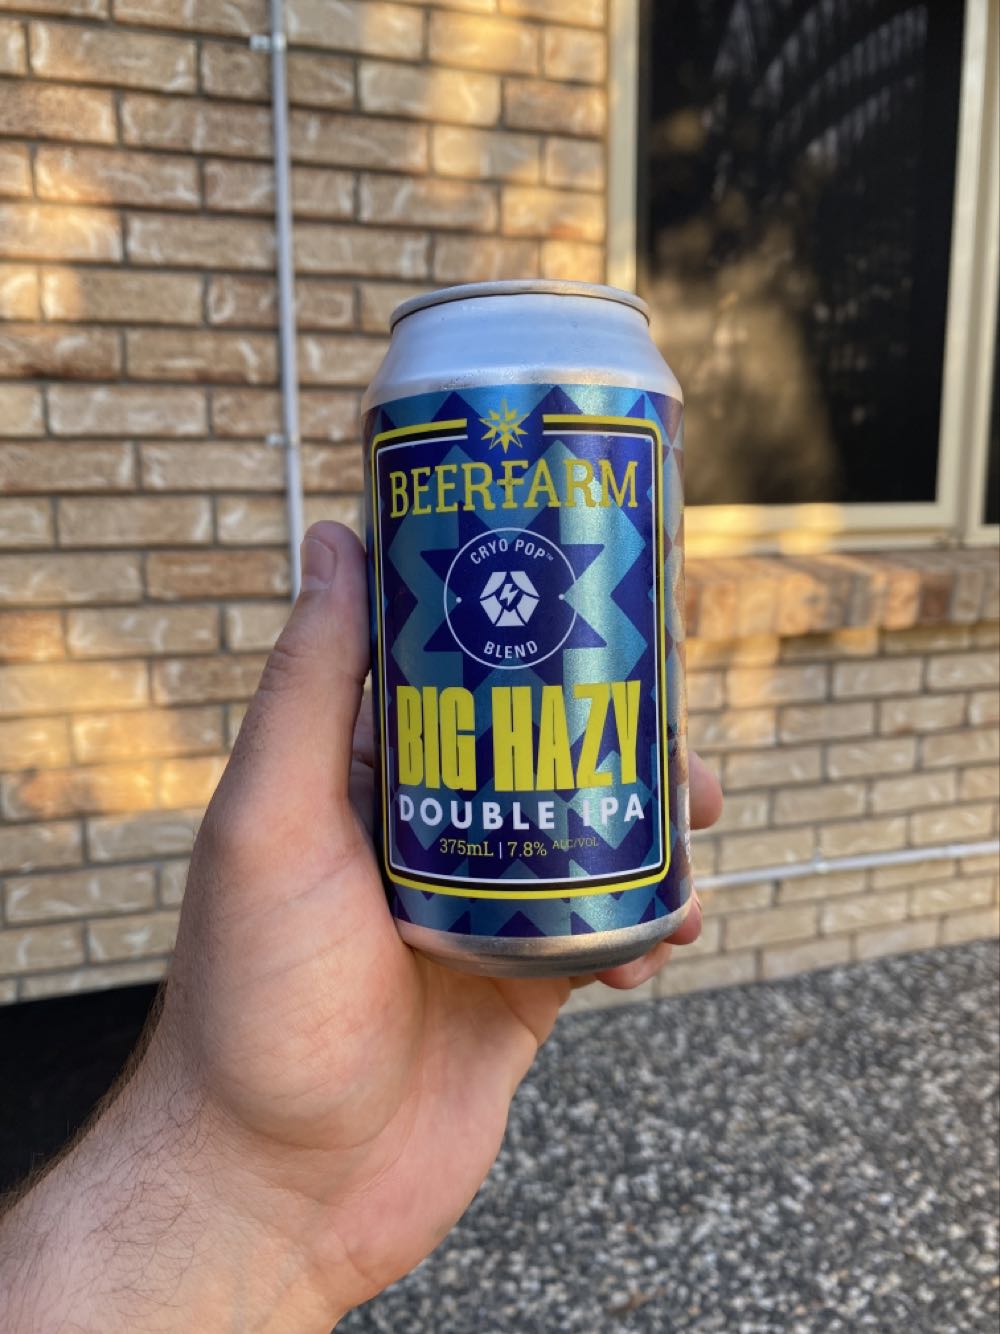 BEERFARM
CRYO POP™
BLEND
BIG HAZY
DOUBLE IPA
375mL | 7.8% ALC/VOL